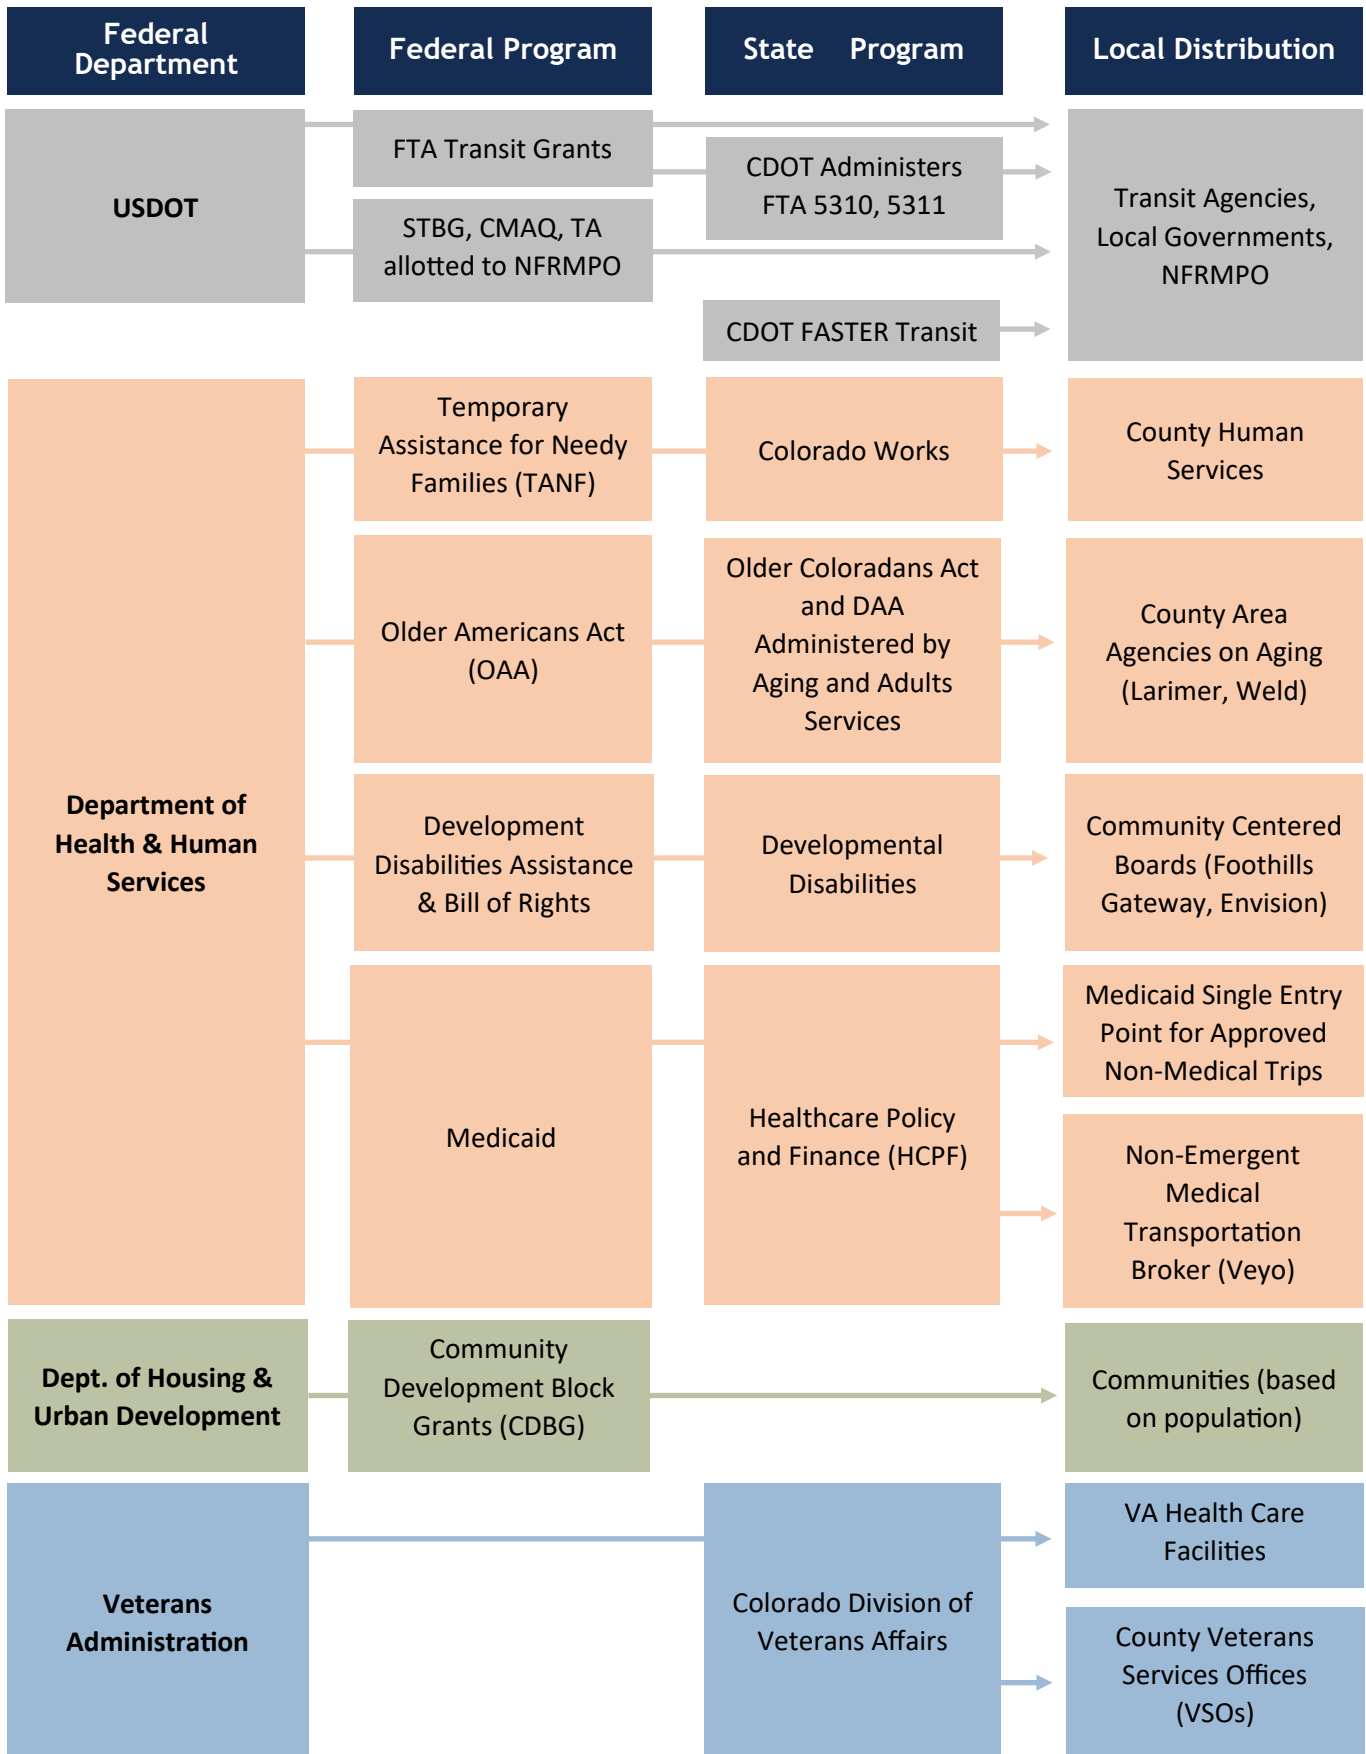 Federal
Department
Federal Program
State Program
Local Distribution
USDOT
FTA Transit Grants
CDOT Administers
FTA 5310, 5311
STBG, CMAQ, TA
allotted to NFRMPO
CDOT FASTER Transit
Transit Agencies,
Local Governments,
NFRMPO
Department of
Health & Human
Services
Temporary
Assistance for Needy
Families (TANF)
Colorado Works
County Human
Services
Older Americans Act
(OAA)
Older Coloradans Act
and DAA
Administered by
Aging and Adults
Services
County Area
Agencies on Aging
(Larimer, Weld)
Development
Disabilities Assistance
& Bill of Rights
Developmental
Disabilities
Community Centered
Boards (Foothills
Gateway, Envision)
Medicaid
Healthcare Policy
and Finance (HCPF)
Medicaid Single Entry
Point for Approved
Non-Medical Trips
Non-Emergent
Medical
Transportation
Broker (Veyo)
Dept. of Housing &
Urban Development
Community
Development Block
Grants (CDBG)
Communities (based
on population)
Veterans
Administration
Colorado Division of
Veterans Affairs
VA Health Care
Facilities
County Veterans
Services Offices
(VSOs)